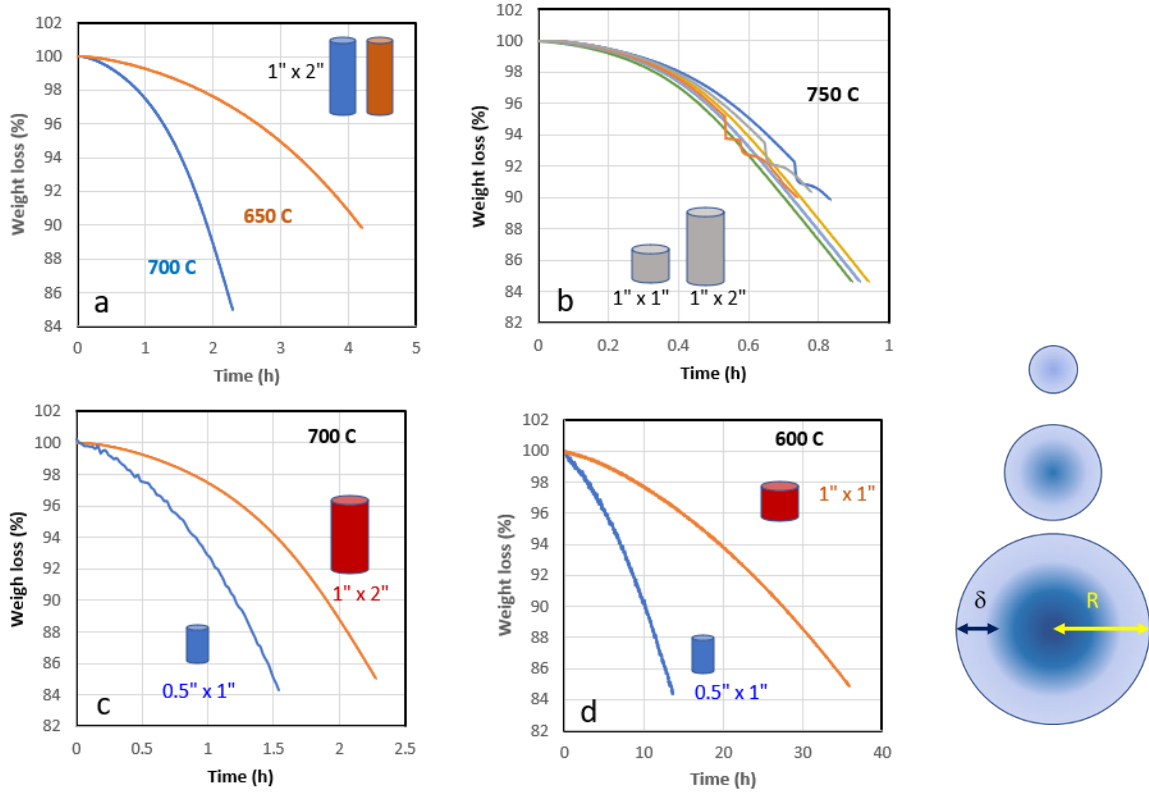 102
100
98
96
94
92
90
88
86
84
Weight loss (%)
1" x 2"
650 C
700 C
a
0 1 2 3 4 5
Time (h)
102
100
98
96
94
92
90
88
86
84
82
Weight loss (%)
750 C
1" x 1"
1" x 2"
b
0 0.2 0.4 0.6 0.8 1
Time (h)
102
100
98
96
94
92
90
88
86
84
82
Weigh loss (%)
700 C
1" x 2"
0.5" x 1"
c
0 0.5 1 1.5 2 2.5
Time (h)
102
100
98
96
94
92
90
88
86
84
82
Weight loss (%)
600 C
1" x 1"
0.5" x 1"
d
0 10 20 30 40
Time (h)
δ
R